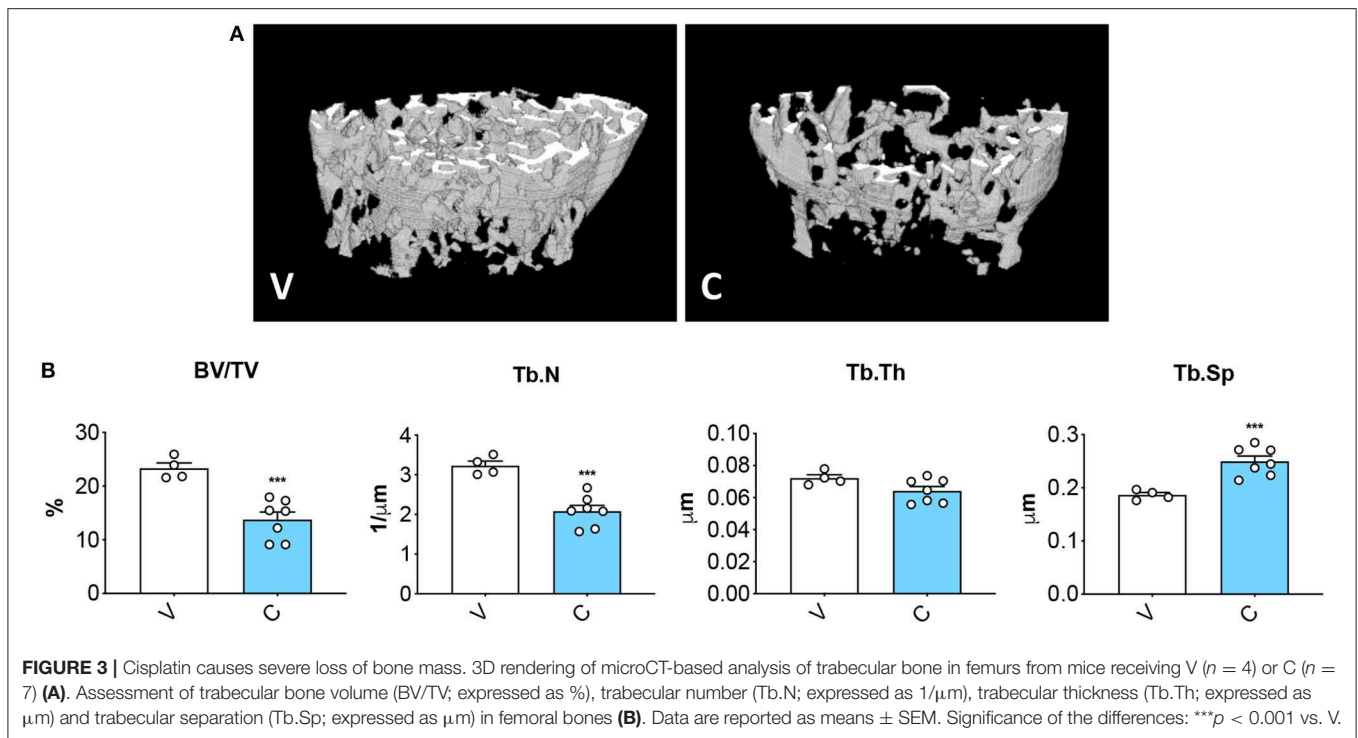 A
V
C
B
BV/TV
Tb.N
Tb.Th
Tb.Sp
30
20
10
0
%
***
V
C
4
3
2
1
0
1/μm
***
V
C
0.10
0.08
0.06
0.04
0.02
0.00
μm
V
C
0.3
0.2
0.1
0.0
μm
***
V
C
FIGURE 3 | Cisplatin causes severe loss of bone mass. 3D rendering of microCT-based analysis of trabecular bone in femurs from mice receiving V (n = 4) or C (n =
7) (A). Assessment of trabecular bone volume (BV/TV; expressed as %), trabecular number (Tb.N; expressed as 1/μm), trabecular thickness (Tb.Th; expressed as
μm) and trabecular separation (Tb.Sp; expressed as μm) in femoral bones (B). Data are reported as means ± SEM. Significance of the differences: ***p < 0.001 vs. V.